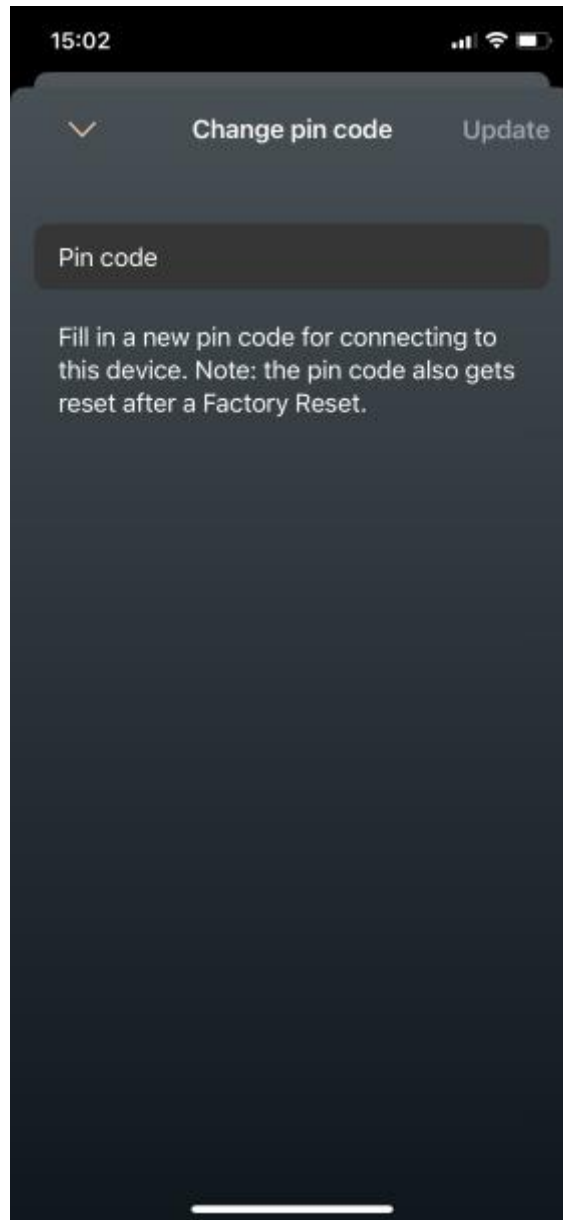 15:02
Change pin code Update
Pin code
Fill in a new pin code for connecting to
this device. Note: the pin code also gets
reset after a Factory Reset.